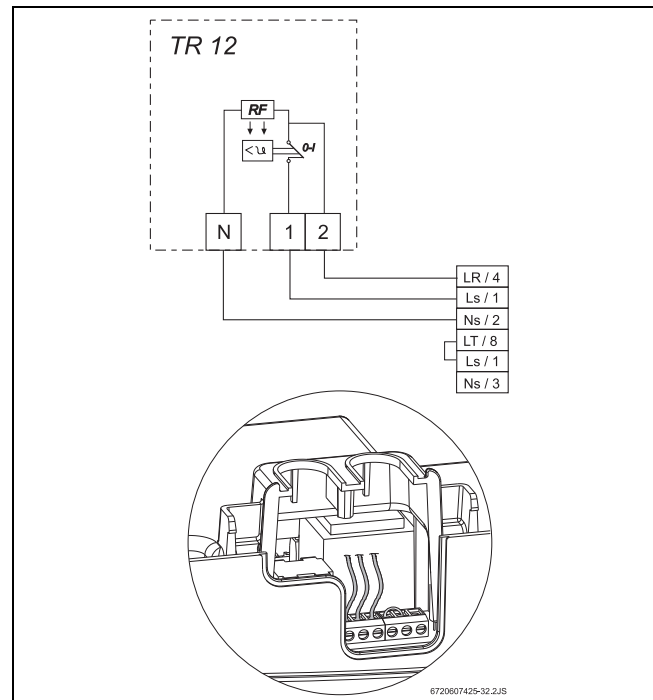 TR 12
RF
0-I
N 1 2
LR / 4
Ls / 1
Ns / 2
LT / 8
Ls / 1
Ns / 3
6720607425-32.2JS